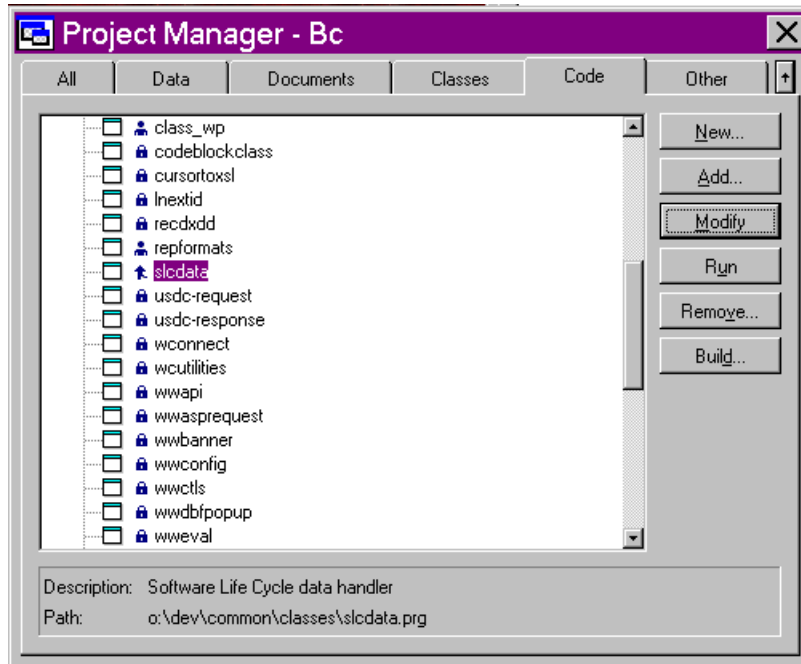 Project Manager - Bc
All Data Documents Classes Code Other
class_wp
codeblockclass
cursortoxsl
lnextid
recdxdd
repformats
slcdata
usdc-request
usdc-response
wconnect
wcutilities
wwapi
wwasprequest
wwbanner
wwconfig
wwctls
wwdbfpopup
wweval
New...
Add...
Modify
Run
Remove...
Build...
Description: Software Life Cycle data handler
Path: o:\dev\common\classes\slcdata.prg